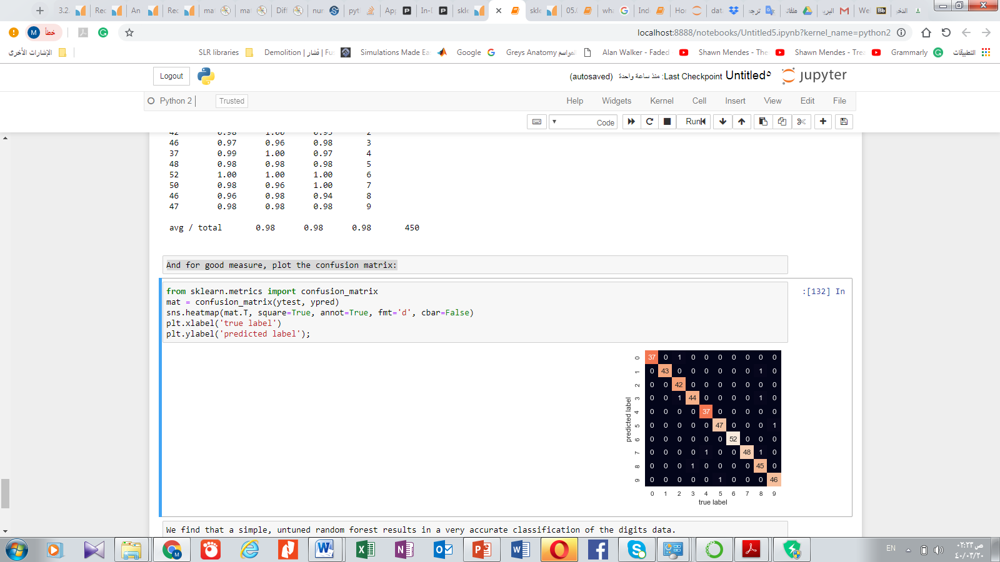 3.2. Rec An Rec mat mat Diff nur pyt App In-D skle skle 05. wha Ind Hor data ترجم ملفات البريد Wel الدخ
خطأ
localhost:8888/notebooks/Untitled5.ipynb?kernel_name=python2
الإشارات الأخرى SLR libraries Demolition | فشار | Fu Simulations Made Ea Google Greys Anatomy مواسم Alan Walker - Faded Shawn Mendes - The Shawn Mendes - Trea Grammarly التطبيقات
Logout (autosaved) منذ ساعة واحدة :Last Checkpoint Untitled٥ jupyter
Python 2 Trusted Help Widgets Kernel Cell Insert View Edit File
Code Run
42 0.98 1.00 0.95 2
46 0.97 0.96 0.98 3
37 0.99 1.00 0.97 4
48 0.98 0.98 0.98 5
52 1.00 1.00 1.00 6
50 0.98 0.96 1.00 7
46 0.96 0.98 0.94 8
47 0.98 0.98 0.98 9
avg / total 0.98 0.98 0.98 450
And for good measure, plot the confusion matrix:
from sklearn.metrics import confusion_matrix :[132] In
mat = confusion_matrix(ytest, ypred)
sns.heatmap(mat.T, square=True, annot=True, fmt='d', cbar=False)
plt.xlabel('true label')
plt.ylabel('predicted label');
predicted label
0 37 0 1 0 0 0 0 0 0 0
1 0 43 0 0 0 0 0 0 1 0
2 0 0 42 0 0 0 0 0 0 0
3 0 0 1 44 0 0 0 0 1 0
4 0 0 0 0 37 0 0 0 0 0
5 0 0 0 0 0 47 0 0 0 1
6 0 0 0 0 0 0 52 0 0 0
7 0 0 0 0 1 0 0 48 1 0
8 0 0 0 1 0 0 0 0 45 0
9 0 0 0 0 0 1 0 0 0 46
0 1 2 3 4 5 6 7 8 9
true label
We find that a simple, untuned random forest results in a very accurate classification of the digits data.
EN ٠٢:٢٣ ص
٤٠/٠٣/٢٠